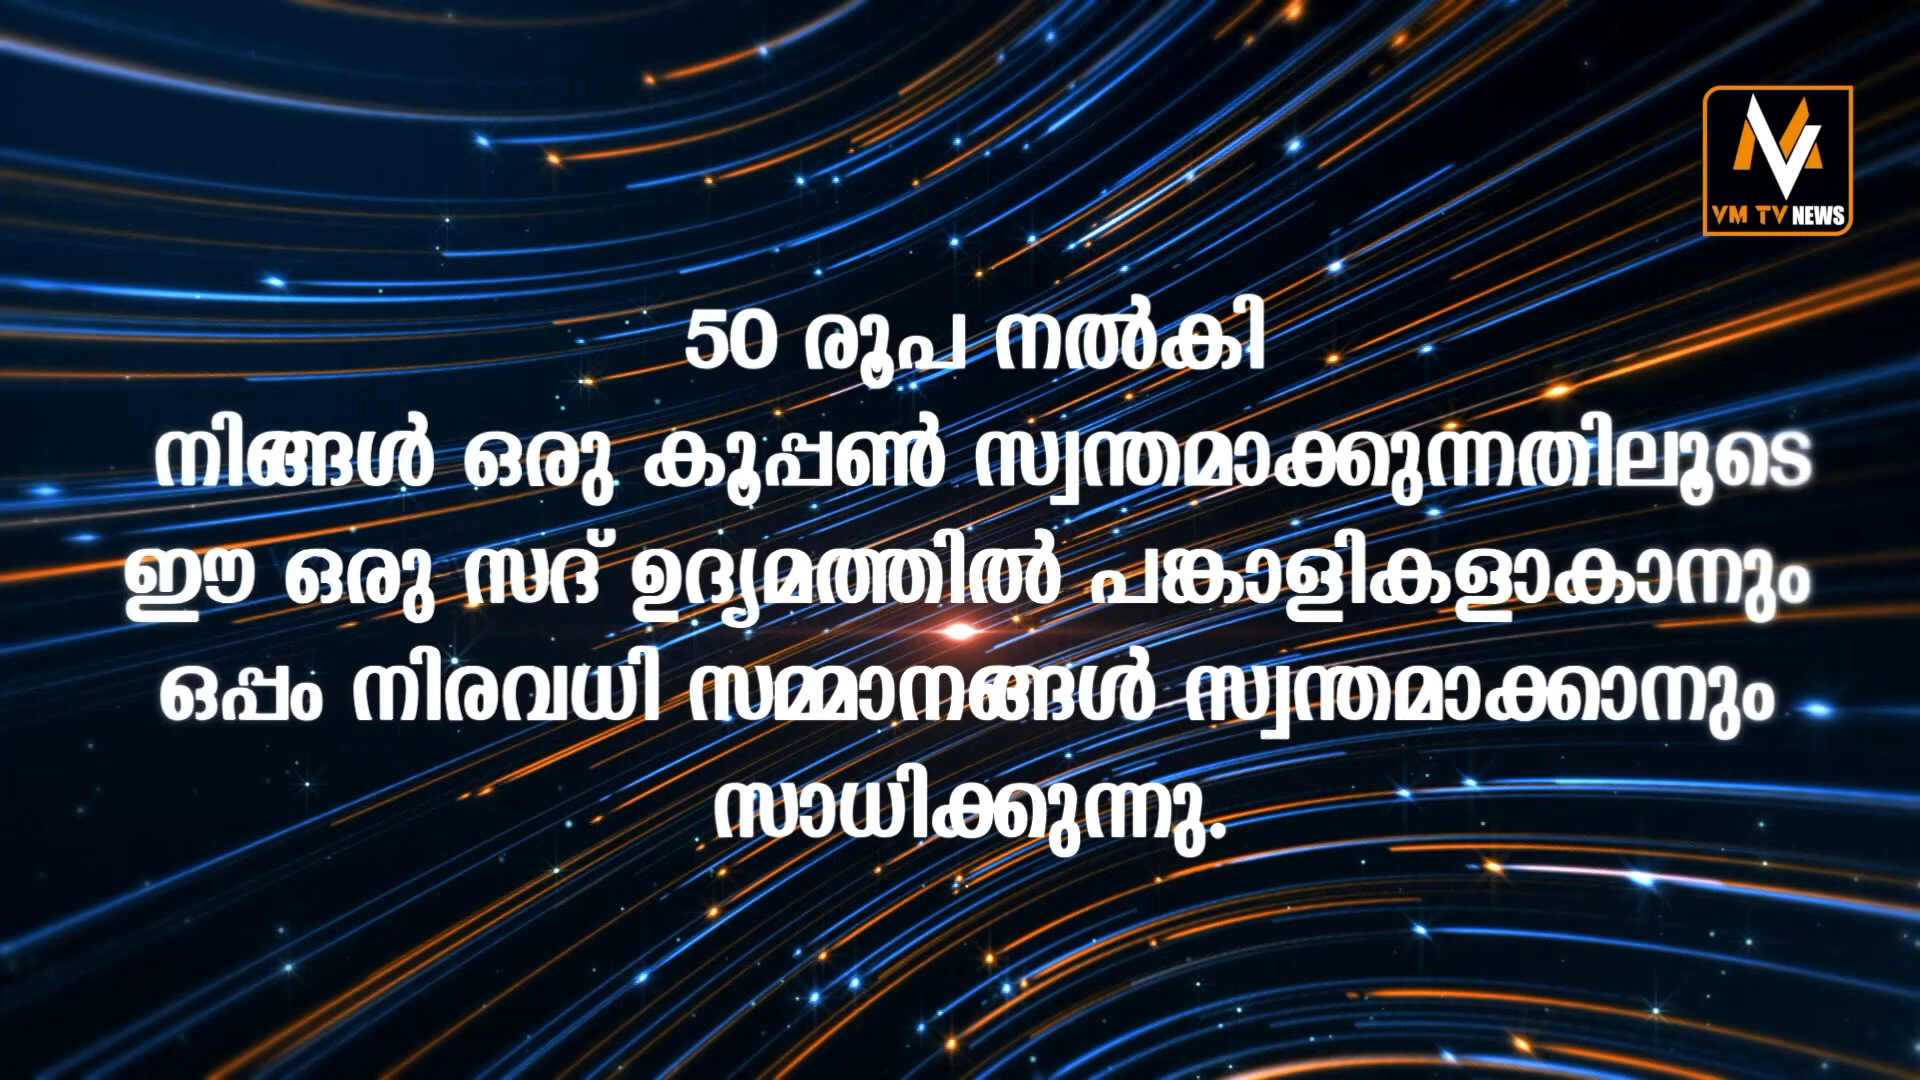 VM TV NEWS
50 രൂപ നൽകി
നിങ്ങൾ ഒരു കൂപ്പൺ സ്വന്തമാക്കുന്നതിലൂടെ
ഈ ഒരു സദ് ഉദ്യമത്തിൽ പങ്കാളികളാകാനും
ഒപ്പം നിരവധി സമ്മാനങ്ങൾ സ്വന്തമാക്കാനും
സാധിക്കുന്നു.